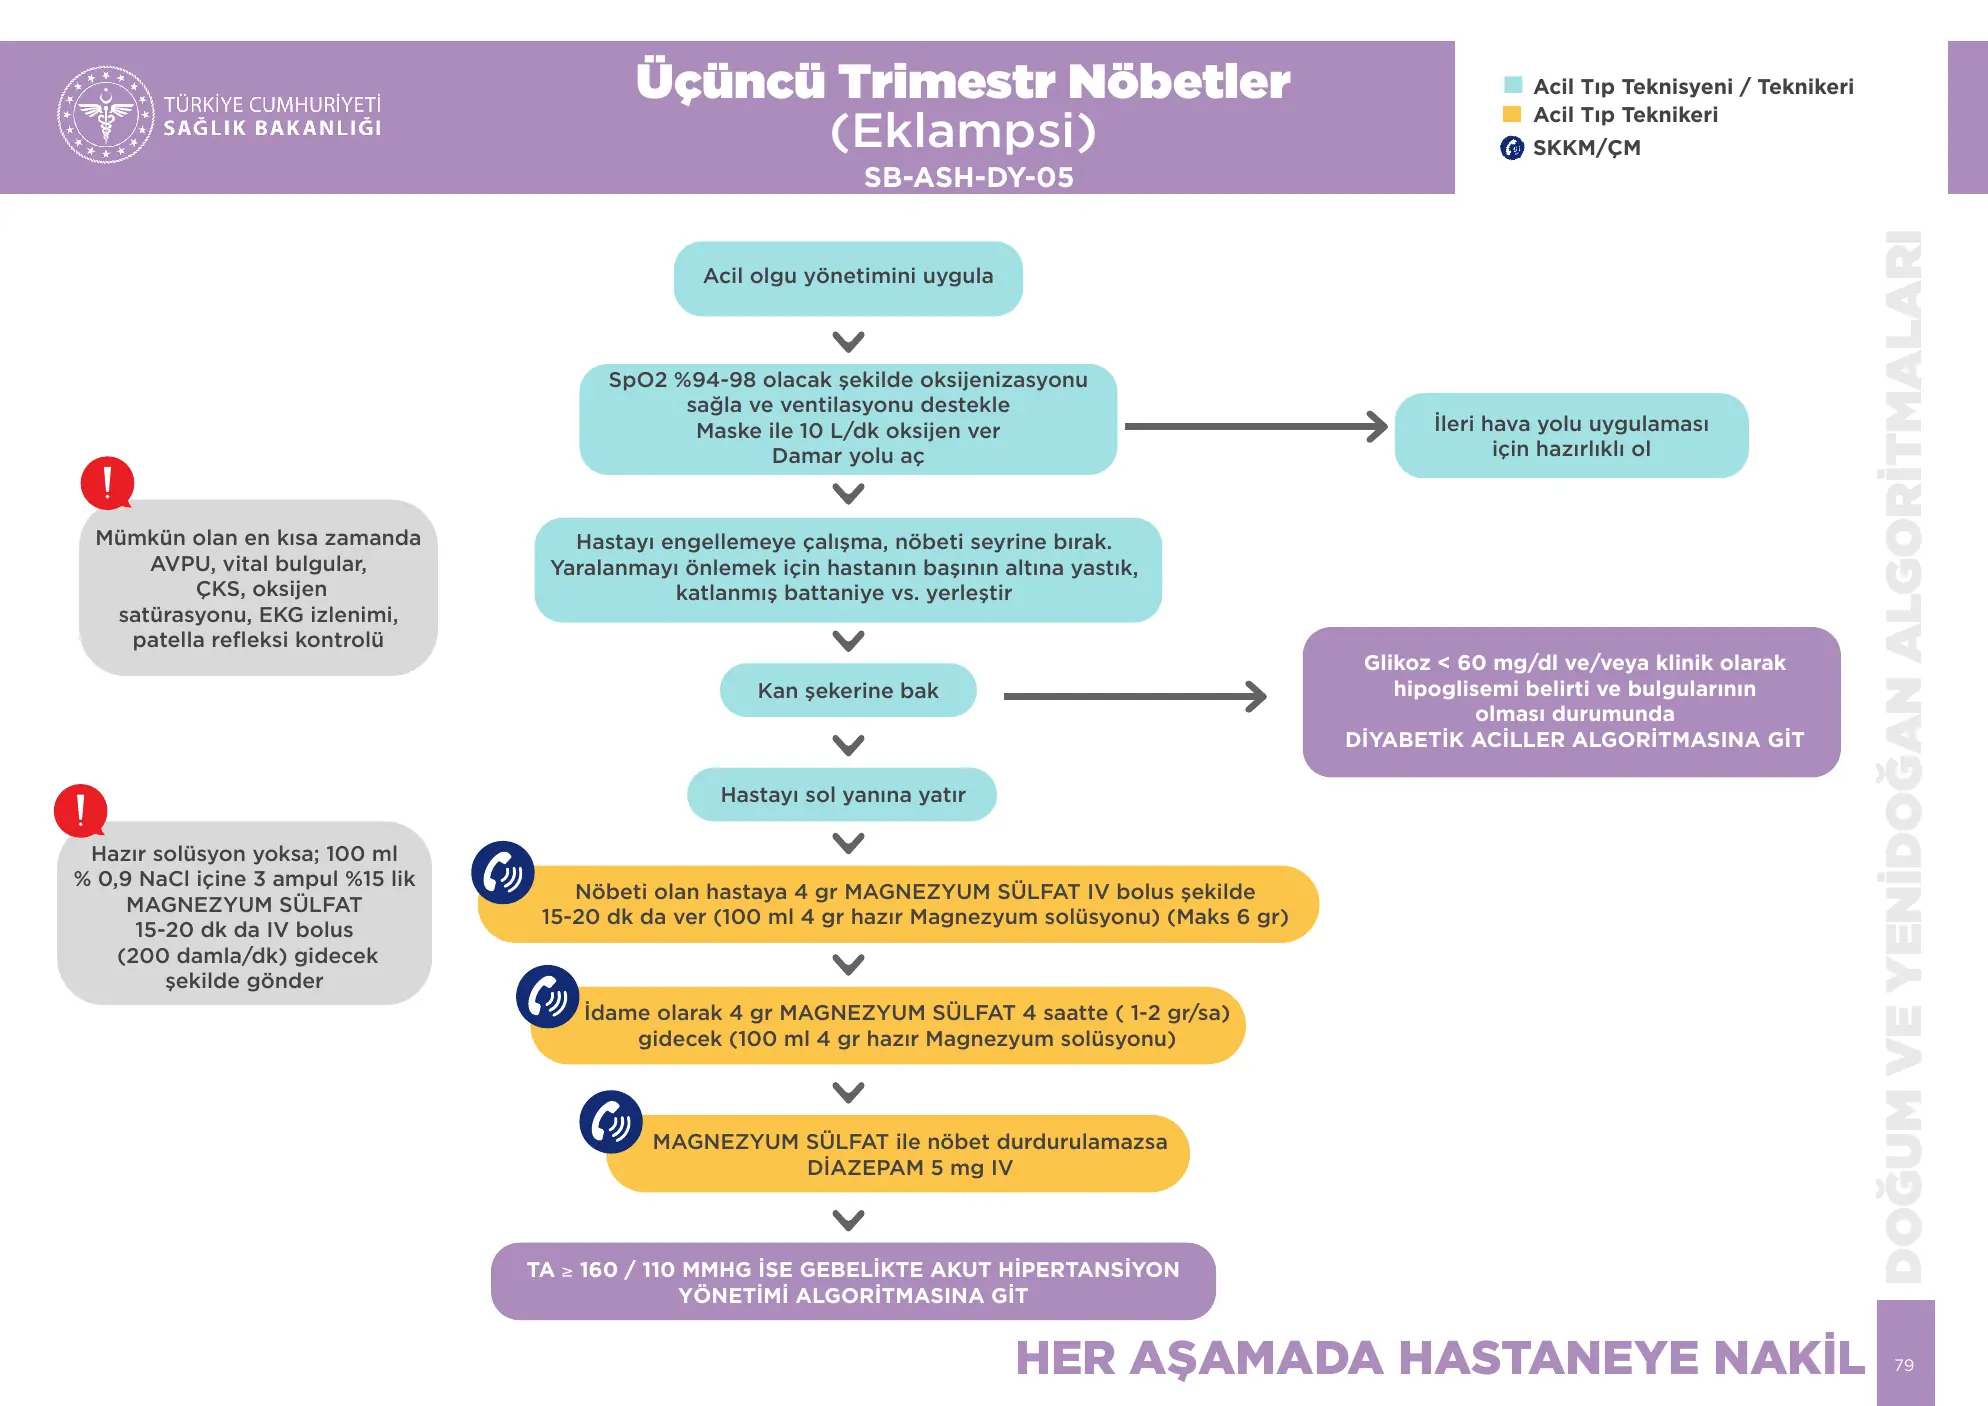 TÜRKİYE CUMHURİYETİ
SAĞLIK BAKANLIĞI
Üçüncü Trimestr Nöbetler
(Eklampsi)
SB-ASH-DY-05
Acil Tıp Teknisyeni / Teknikeri
Acil Tıp Teknikeri
SKKM/ÇM
Acil olgu yönetimini uygula
SpO2 %94-98 olacak şekilde oksijenizasyonu
sağla ve ventilasyonu destekle
Maske ile 10 L/dk oksijen ver
Damar yolu aç
İleri hava yolu uygulaması
için hazırlıklı ol
!
Mümkün olan en kısa zamanda
AVPU, vital bulgular,
ÇKS, oksijen
satürasyonu, EKG izlenimi,
patella refleksi kontrolü
Hastayı engellemeye çalışma, nöbeti seyrine bırak.
Yaralanmayı önlemek için hastanın başının altına yastık,
katlanmış battaniye vs. yerleştir
Kan şekerine bak
Glikoz < 60 mg/dl ve/veya klinik olarak
hipoglisemi belirti ve bulgularının
olması durumunda
DİYABETİK ACİLLER ALGORİTMASINA GİT
Hastayı sol yanına yatır
!
Hazır solüsyon yoksa; 100 ml
% 0,9 NaCl içine 3 ampul %15 lik
MAGNEZYUM SÜLFAT
15-20 dk da IV bolus
(200 damla/dk) gidecek
şekilde gönder
Nöbeti olan hastaya 4 gr MAGNEZYUM SÜLFAT IV bolus şekilde
15-20 dk da ver (100 ml 4 gr hazır Magnezyum solüsyonu) (Maks 6 gr)
İdame olarak 4 gr MAGNEZYUM SÜLFAT 4 saatte ( 1-2 gr/sa)
gidecek (100 ml 4 gr hazır Magnezyum solüsyonu)
MAGNEZYUM SÜLFAT ile nöbet durdurulamazsa
DİAZEPAM 5 mg IV
TA ≥ 160 / 110 MMHG İSE GEBELİKTE AKUT HİPERTANSİYON
YÖNETİMİ ALGORİTMASINA GİT
DOĞUM VE YENİDOĞAN ALGORİTMALARI
HER AŞAMADA HASTANEYE NAKİL
79